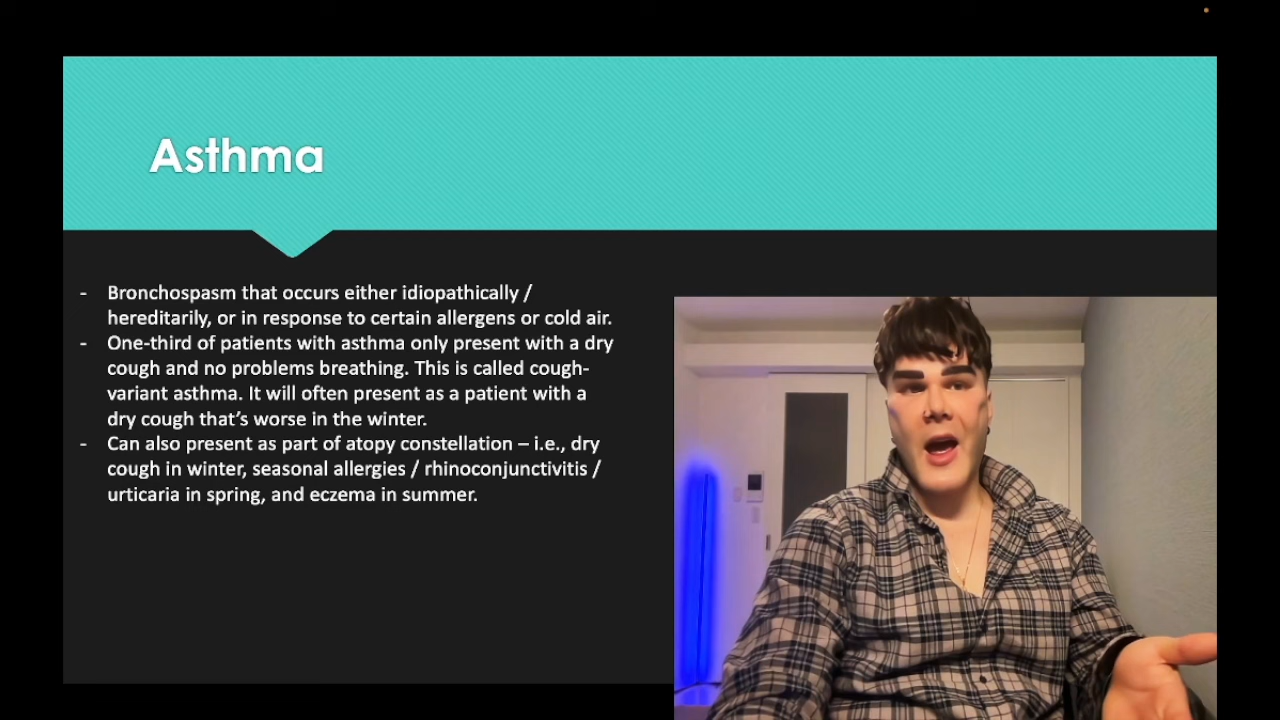 Asthma
- Bronchospasm that occurs either idiopathically /
hereditarily, or in response to certain allergens or cold air.
- One-third of patients with asthma only present with a dry
cough and no problems breathing. This is called cough-
variant asthma. It will often present as a patient with a
dry cough that’s worse in the winter.
- Can also present as part of atopy constellation – i.e., dry
cough in winter, seasonal allergies / rhinoconjunctivitis /
urticaria in spring, and eczema in summer.